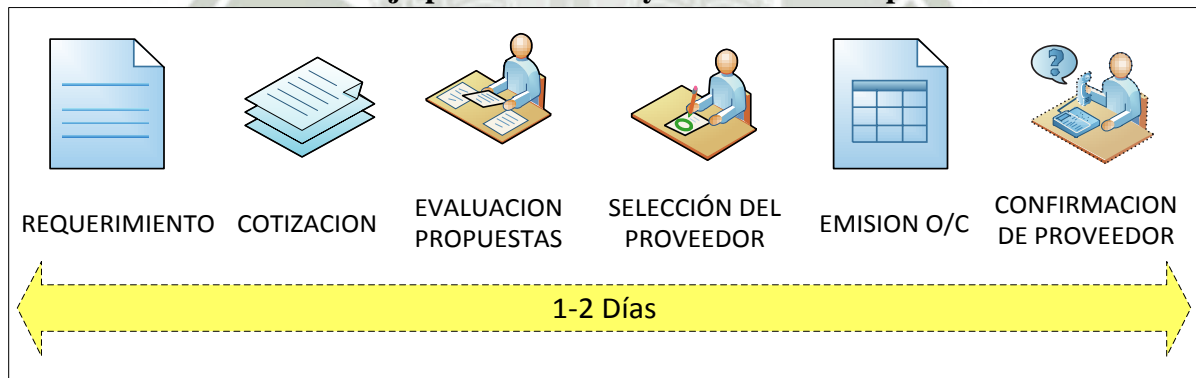 REQUERIMIENTO
COTIZACION
EVALUACION
PROPUESTAS
SELECCIÓN DEL
PROVEEDOR
EMISION O/C
CONFIRMACION
DE PROVEEDOR
?
1-2 Días